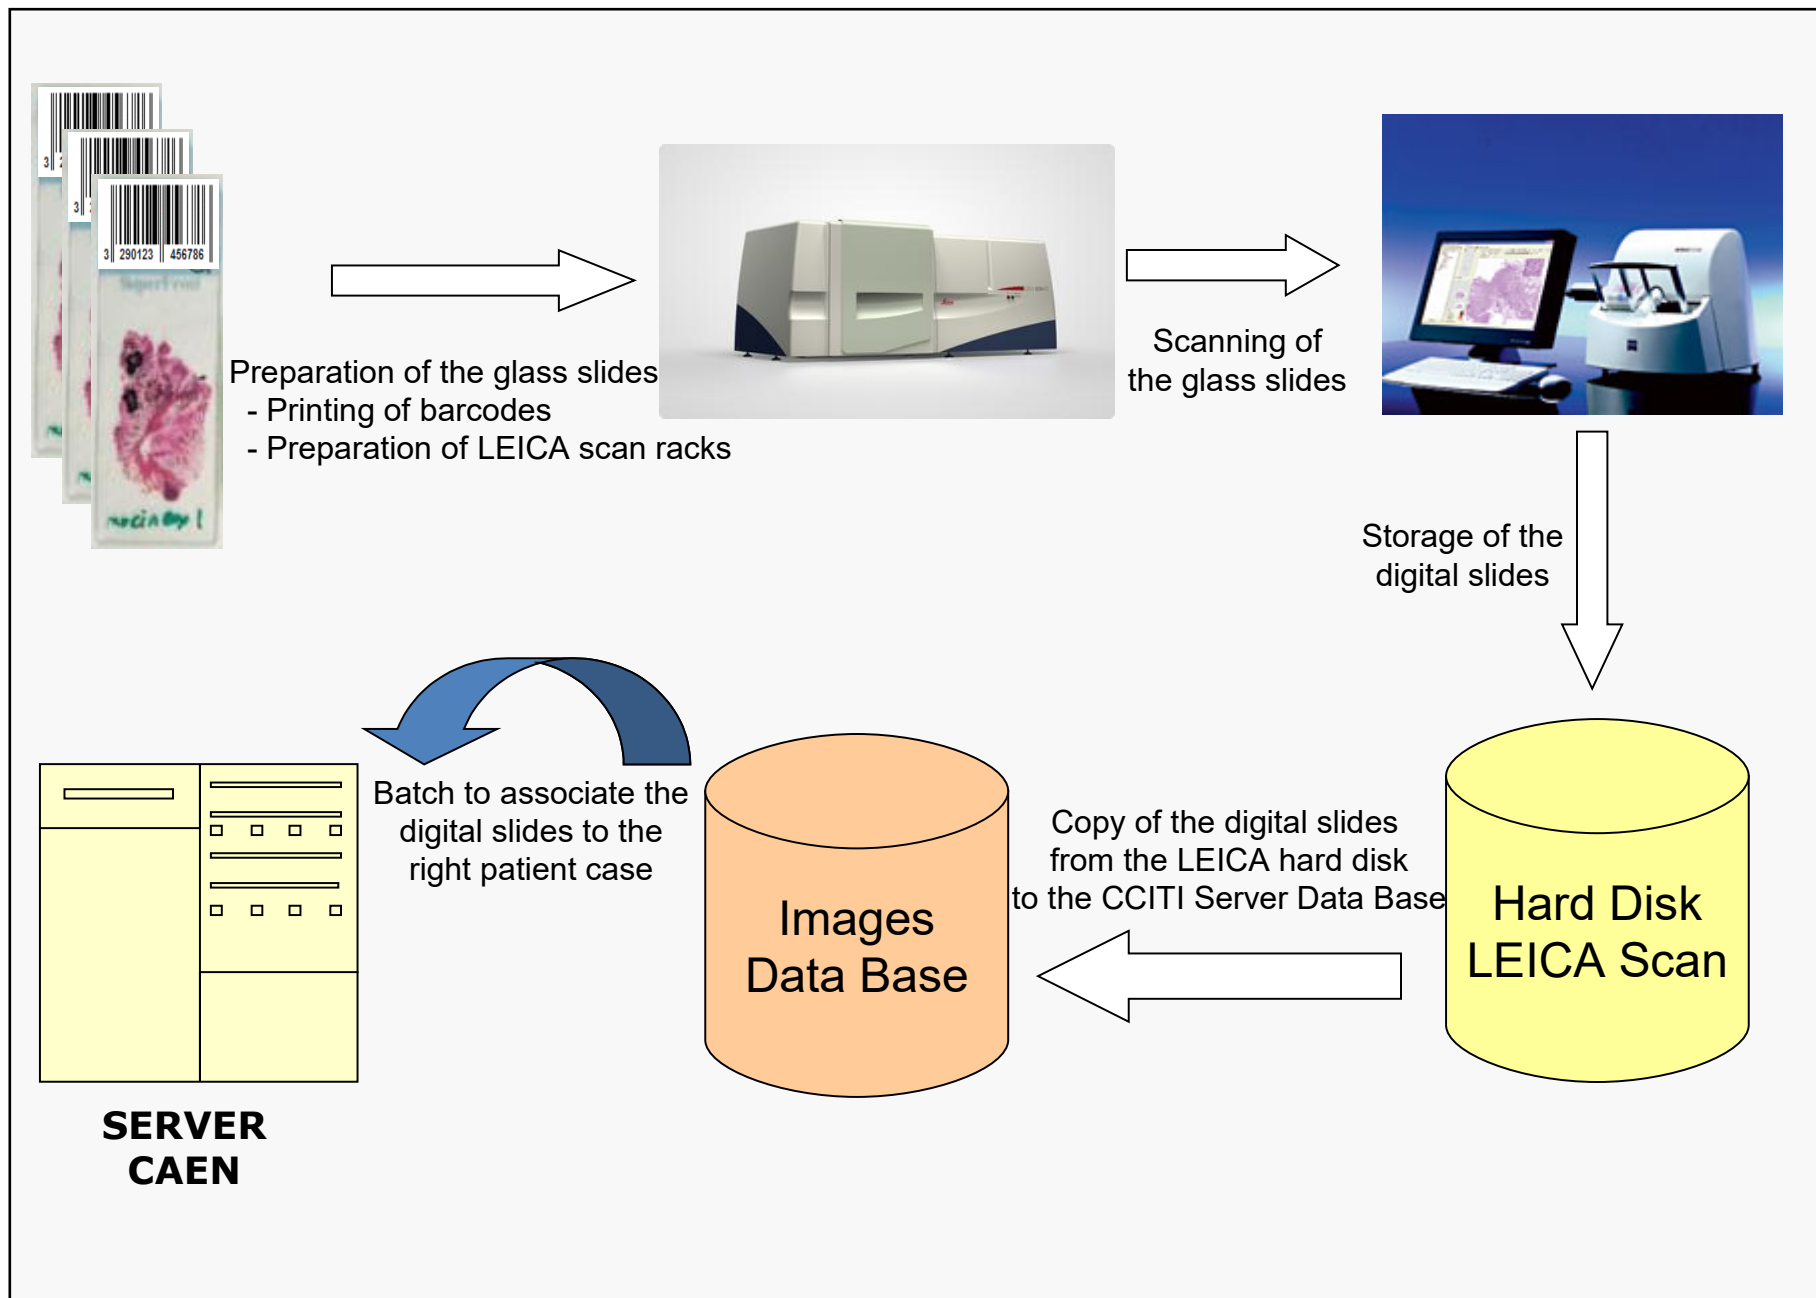 3 290123 456786
Preparation of the glass slides
- Printing of barcodes
- Preparation of LEICA scan racks
Scanning of
the glass slides
Storage of the
digital slides
Batch to associate the
digital slides to the
right patient case
Copy of the digital slides
from the LEICA hard disk
to the CCITI Server Data Base
Images
Data Base
Hard Disk
LEICA Scan
SERVER
CAEN